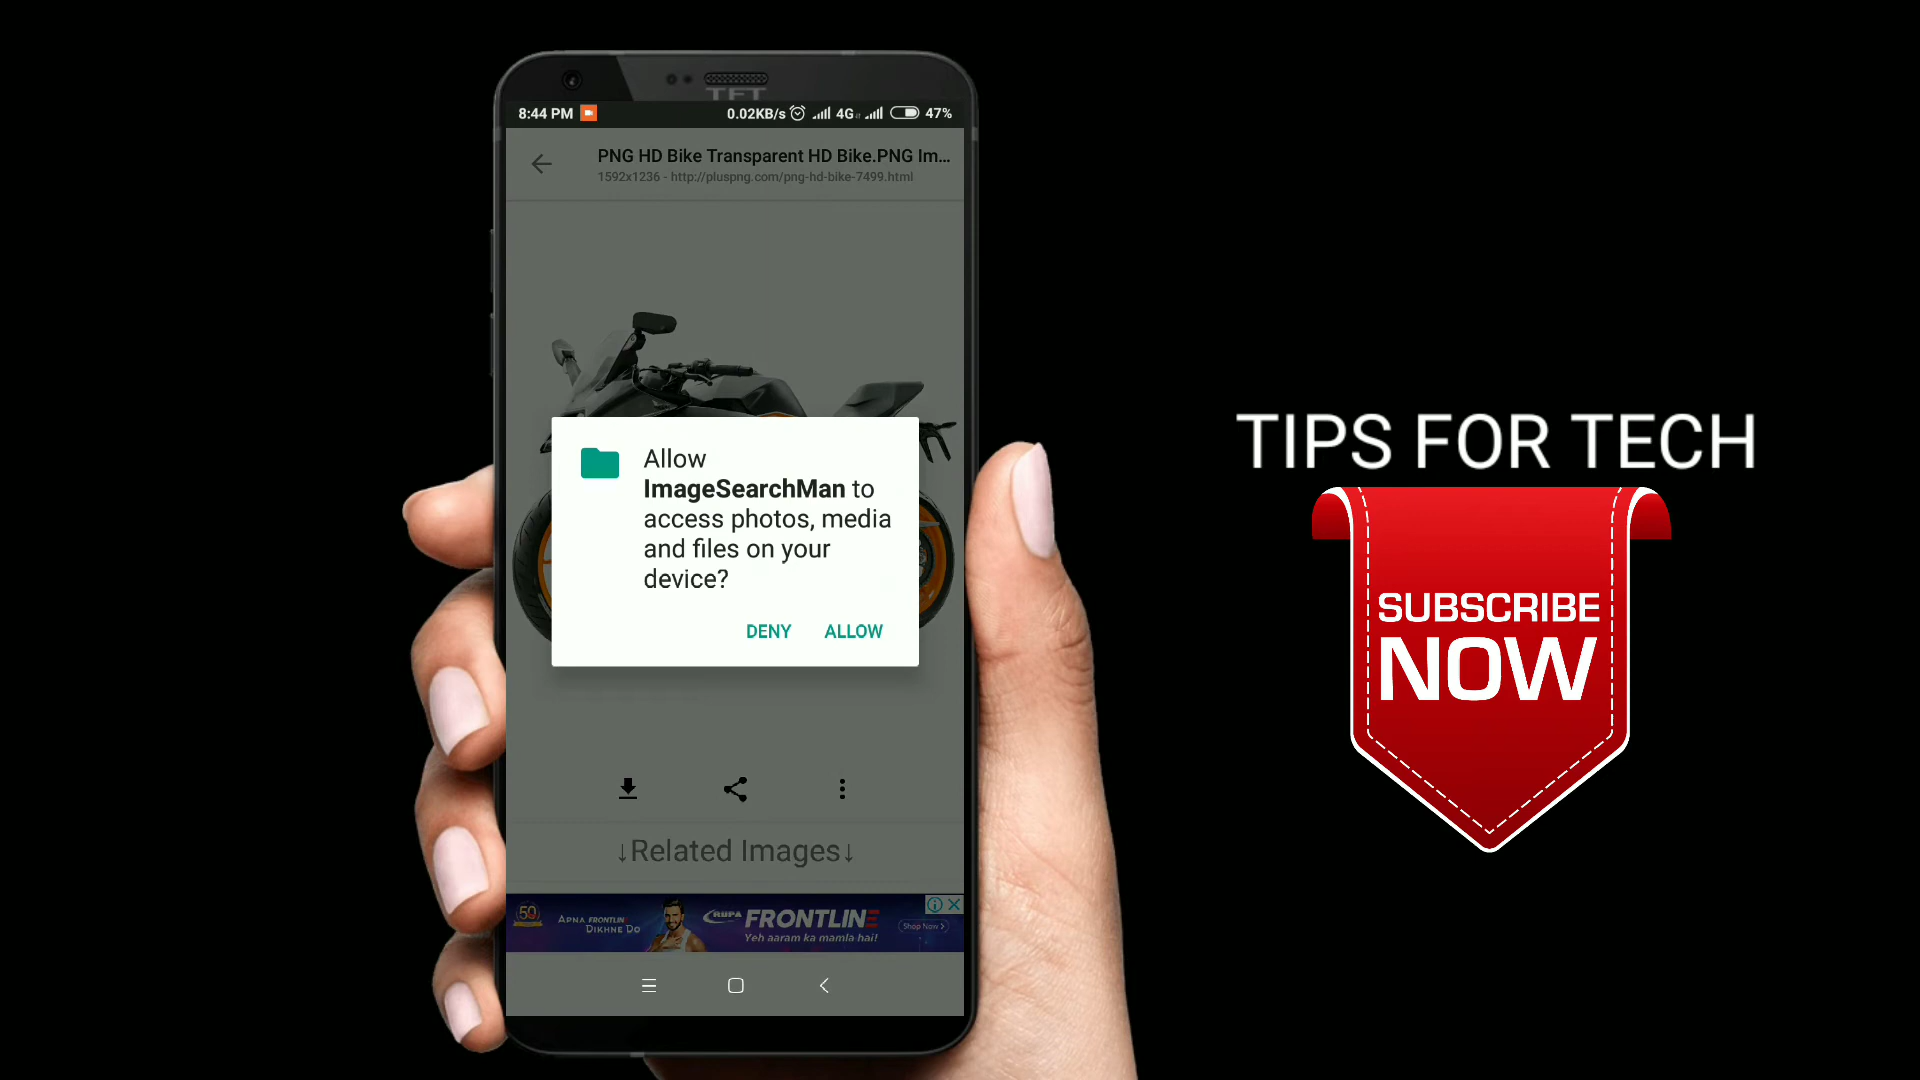 TFT
8:44 PM 0.02KB/s 4G 47%
PNG HD Bike Transparent HD Bike.PNG Im...
1592x1236 - http://pluspng.com/png-hd-bike-7499.html
Allow
ImageSearchMan to
access photos, media
and files on your
device?
DENY ALLOW
↓Related Images↓
50
APNA FRONTLINE
DIKHNE DO
RUPA FRONTLINE
Yeh aaram ka mamla hai!
Shop Now >
TIPS FOR TECH
SUBSCRIBE
NOW